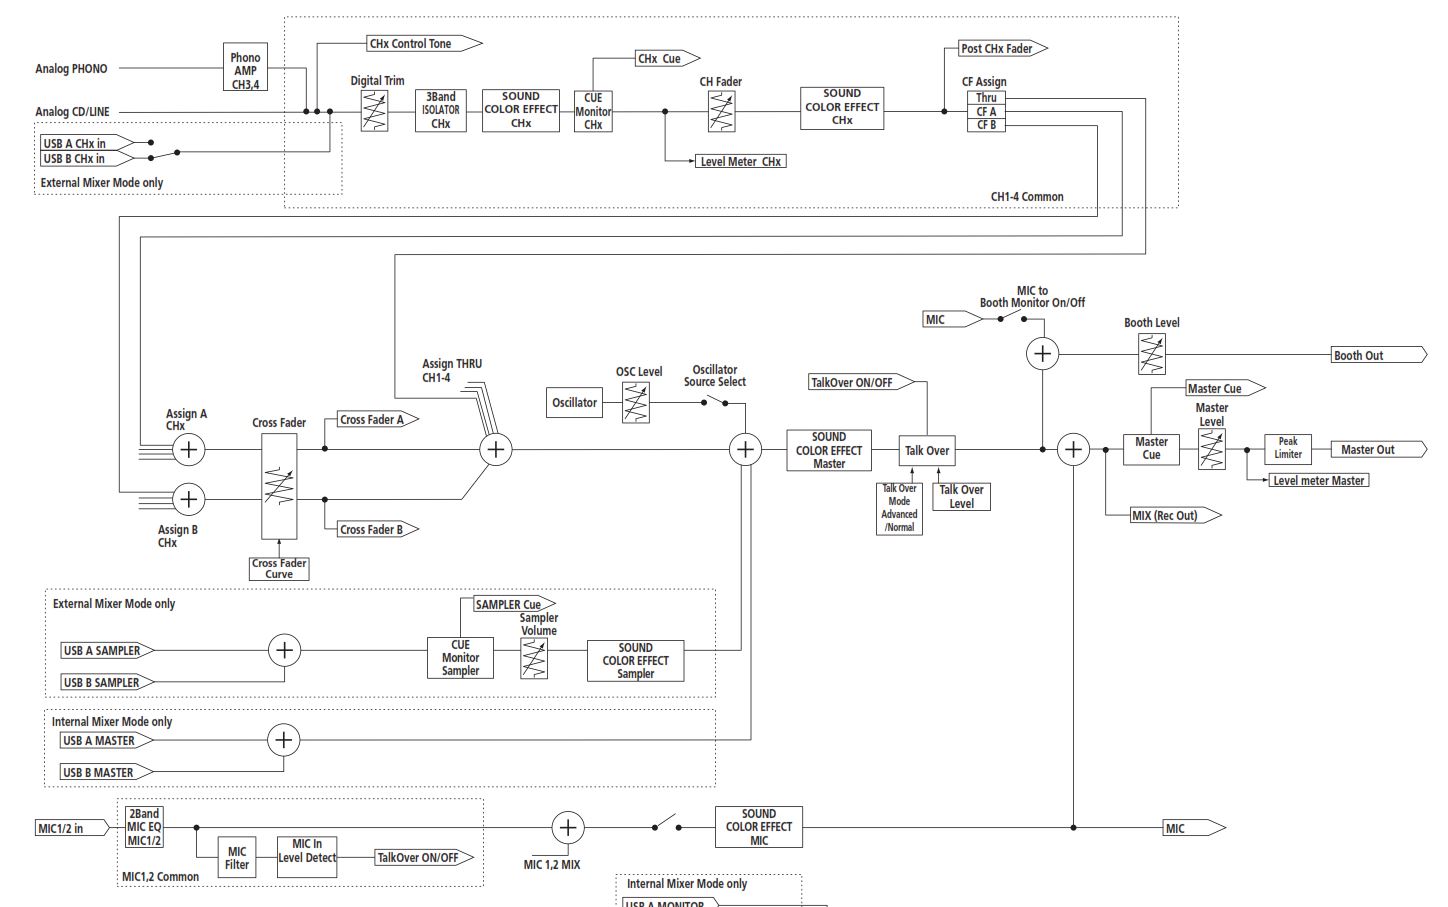 CHx Control Tone
Phono
AMP
CH3,4
Analog PHONO
CHx Cue
Post CHx Fader
Digital Trim
CH Fader
CF Assign
3Band
ISOLATOR
CHx
SOUND
COLOR EFFECT
CHx
CUE
Monitor
CHx
SOUND
COLOR EFFECT
CHx
Thru
CF A
CF B
Analog CD/LINE
USB A CHx in
USB B CHx in
External Mixer Mode only
Level Meter CHx
CH1-4 Common
MIC to
Booth Monitor On/Off
MIC
Booth Level
Booth Out
Assign THRU
CH1-4
OSC Level
Oscillator
Source Select
Oscillator
TalkOver ON/OFF
Master Cue
Master
Level
Assign A
CHx
Cross Fader
Cross Fader A
SOUND
COLOR EFFECT
Master
Talk Over
Master
Cue
Peak
Limiter
Master Out
Level meter Master
Talk Over
Mode
Advanced
/Normal
Talk Over
Level
MIX (Rec Out)
Assign B
CHx
Cross Fader B
Cross Fader
Curve
External Mixer Mode only
SAMPLER Cue
Sampler
Volume
USB A SAMPLER
USB B SAMPLER
CUE
Monitor
Sampler
SOUND
COLOR EFFECT
Sampler
Internal Mixer Mode only
USB A MASTER
USB B MASTER
MIC1/2 in
2Band
MIC EQ
MIC1/2
MIC
Filter
MIC In
Level Detect
TalkOver ON/OFF
MIC1,2 Common
MIC 1,2 MIX
SOUND
COLOR EFFECT
MIC
MIC
Internal Mixer Mode only
USB A MONITOR